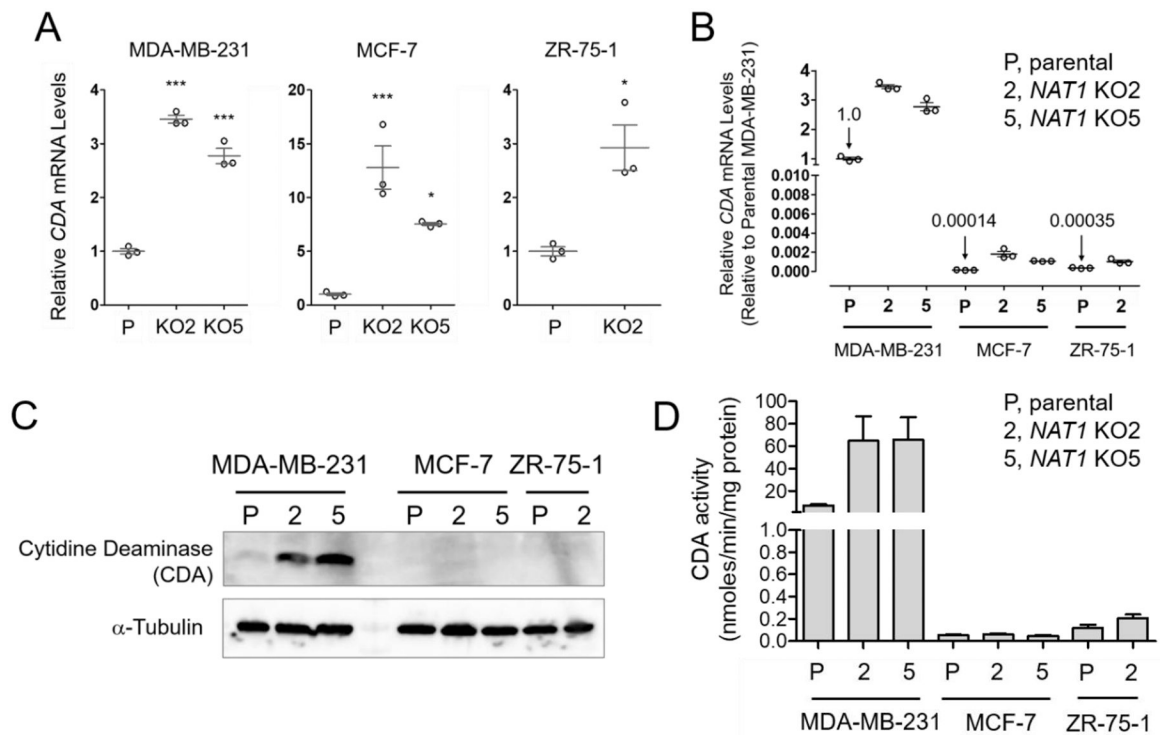 A
MDA-MB-231
MCF-7
ZR-75-1
Relative CDA mRNA Levels
5
4
3
2
1
0
***
***
P
KO2
KO5
20
15
10
5
0
***
*
P
KO2
KO5
5
4
3
2
1
0
*
P
KO2
B
Relative CDA mRNA Levels
(Relative to Parental MDA-MB-231)
4
3
2
1
0.010
0.008
0.006
0.004
0.002
0.000
1.0
0.00014
0.00035
P, parental
2, NAT1 KO2
5, NAT1 KO5
P 2 5 P 2 5 P 2
MDA-MB-231 MCF-7 ZR-75-1
C
MDA-MB-231 MCF-7 ZR-75-1
P 2 5 P 2 5 P 2
Cytidine Deaminase
(CDA)
α-Tubulin
D
CDA activity
(nmoles/min/mg protein)
100
80
60
40
20
1.0
0.8
0.6
0.4
0.2
0.0
P, parental
2, NAT1 KO2
5, NAT1 KO5
P 2 5 P 2 5 P 2
MDA-MB-231 MCF-7 ZR-75-1